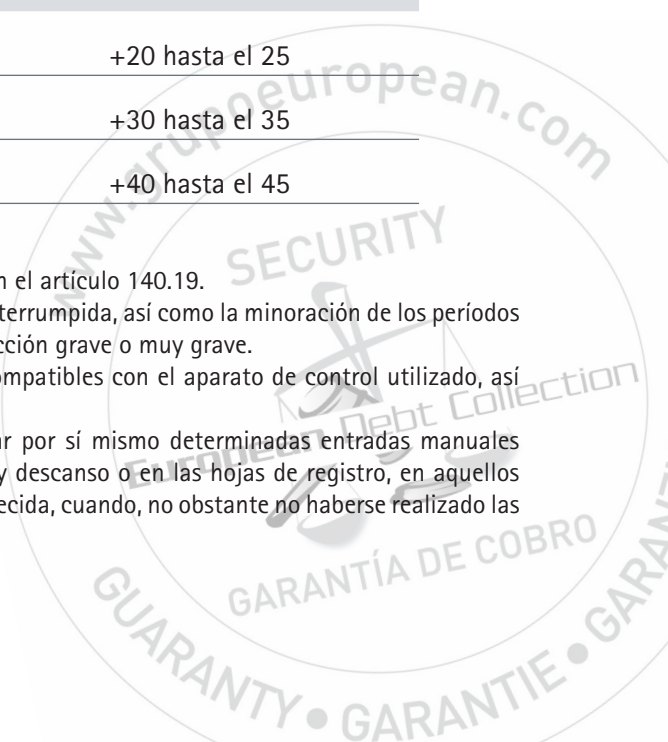 +20 hasta el 25
+30 hasta el 35
+40 hasta el 45
el artículo 140.19.
terrumpida, así como la minoración de los períodos
cción grave o muy grave.
ompatibles con el aparato de control utilizado, así
ar por sí mismo determinadas entradas manuales
y descanso o en las hojas de registro, en aquellos
ecida, cuando, no obstante no haberse realizado las
www.grupoeuropean.com
SECURITY
European Debt Collection
GARANTÍA DE COBRO
GUARANTY • GARANTIE •